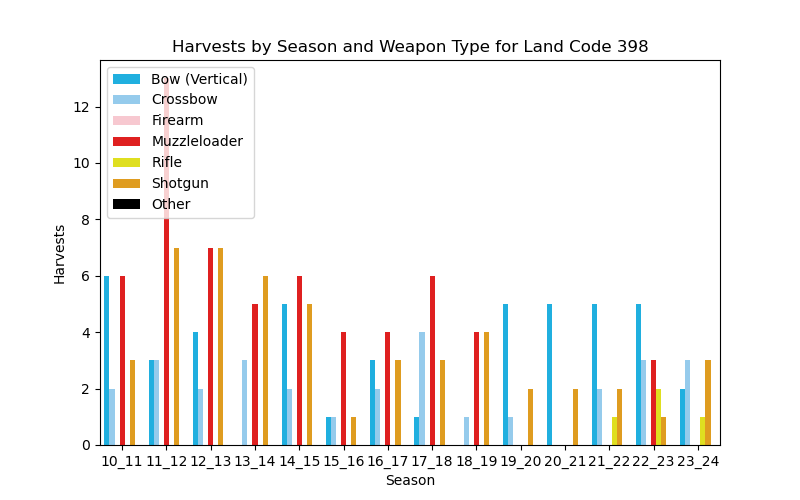 Harvests by Season and Weapon Type for Land Code 398
Bow (Vertical)
Crossbow
Firearm
Muzzleloader
Rifle
Shotgun
Other
12
10
8
6
4
2
0
Harvests
10_11 11_12 12_13 13_14 14_15 15_16 16_17 17_18 18_19 19_20 20_21 21_22 22_23 23_24
Season